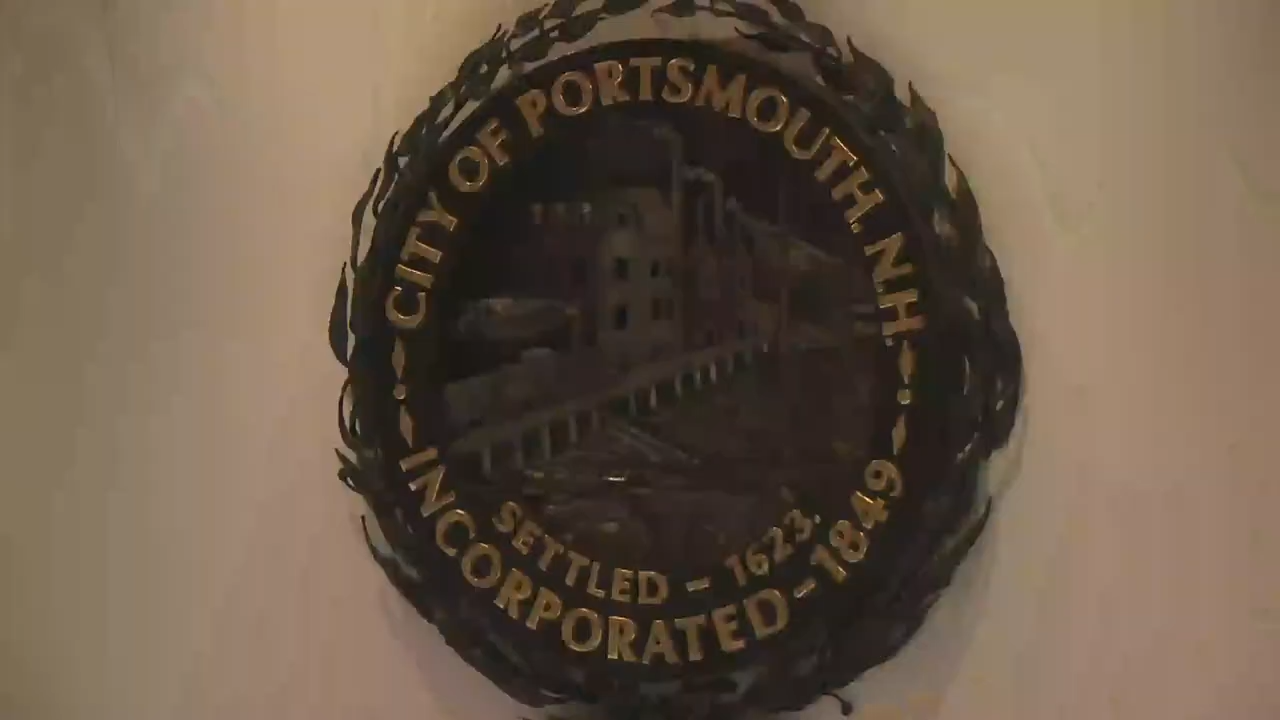 CITY OF PORTSMOUTH. N.H.
SETTLED - 1623.
INCORPORATED - 1849